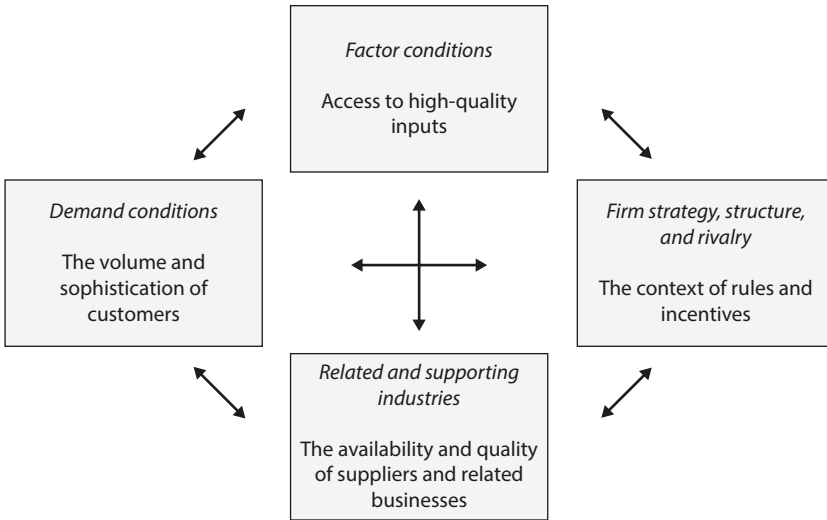 Factor conditions
Access to high-quality
inputs
Demand conditions
The volume and
sophistication of
customers
Firm strategy, structure,
and rivalry
The context of rules and
incentives
Related and supporting
industries
The availability and quality
of suppliers and related
businesses